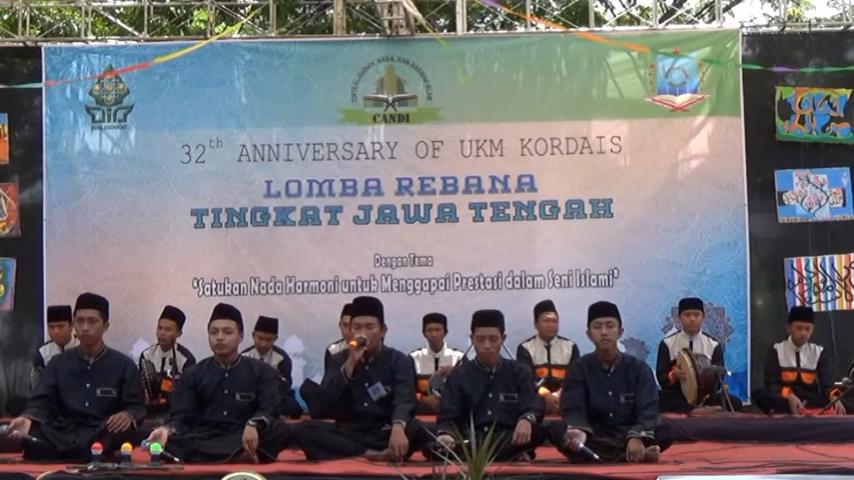 WALISONGO
CANDI
32th ANNIVERSARY OF UKM KORDAIS
LOMBA REBANA
TINGKAT JAWA TENGAH
Dengan Tema
"Satukan Nada Harmoni untuk Menggapai Prestasi dalam Seni Islami"